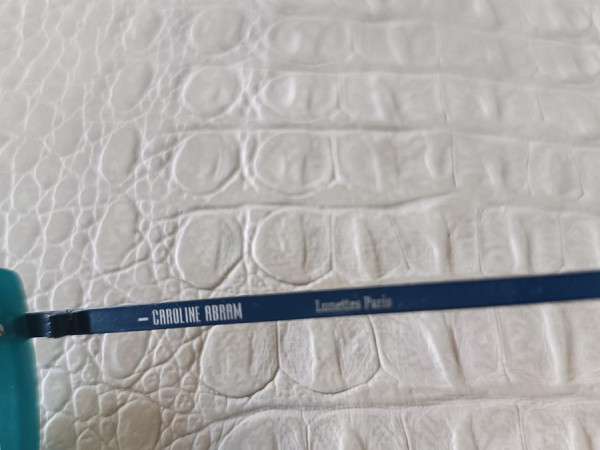 CAROLINE ABRAM Lunettes Paris